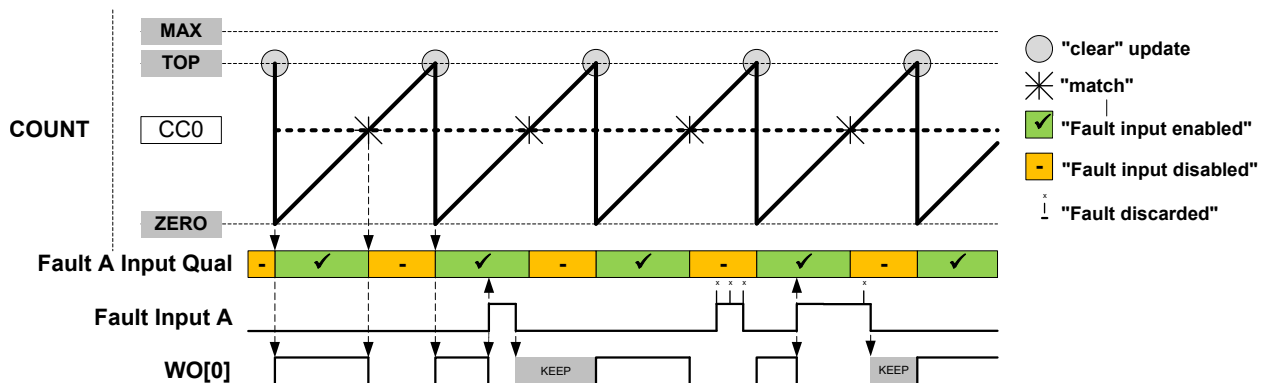 MAX
TOP
"clear" update
"match"
COUNT
CC0
"Fault input enabled"
"Fault input disabled"
x
"Fault discarded"
ZERO
Fault A Input Qual
- ✓ - ✓ - ✓ - ✓ - ✓
x x x x
Fault Input A
WO[0]
KEEP
KEEP